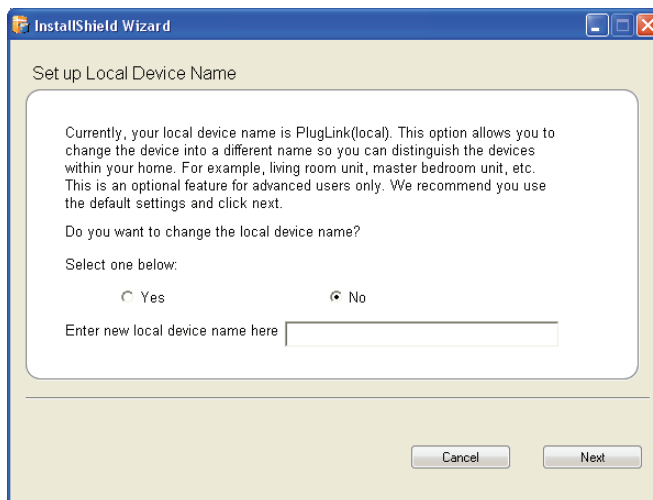 InstallShield Wizard
Set up Local Device Name
Currently, your local device name is PlugLink(local). This option allows you to
change the device into a different name so you can distinguish the devices
within your home. For example, living room unit, master bedroom unit, etc.
This is an optional feature for advanced users only. We recommend you use
the default settings and click next.
Do you want to change the local device name?
Select one below:
Yes No
Enter new local device name here
Cancel Next